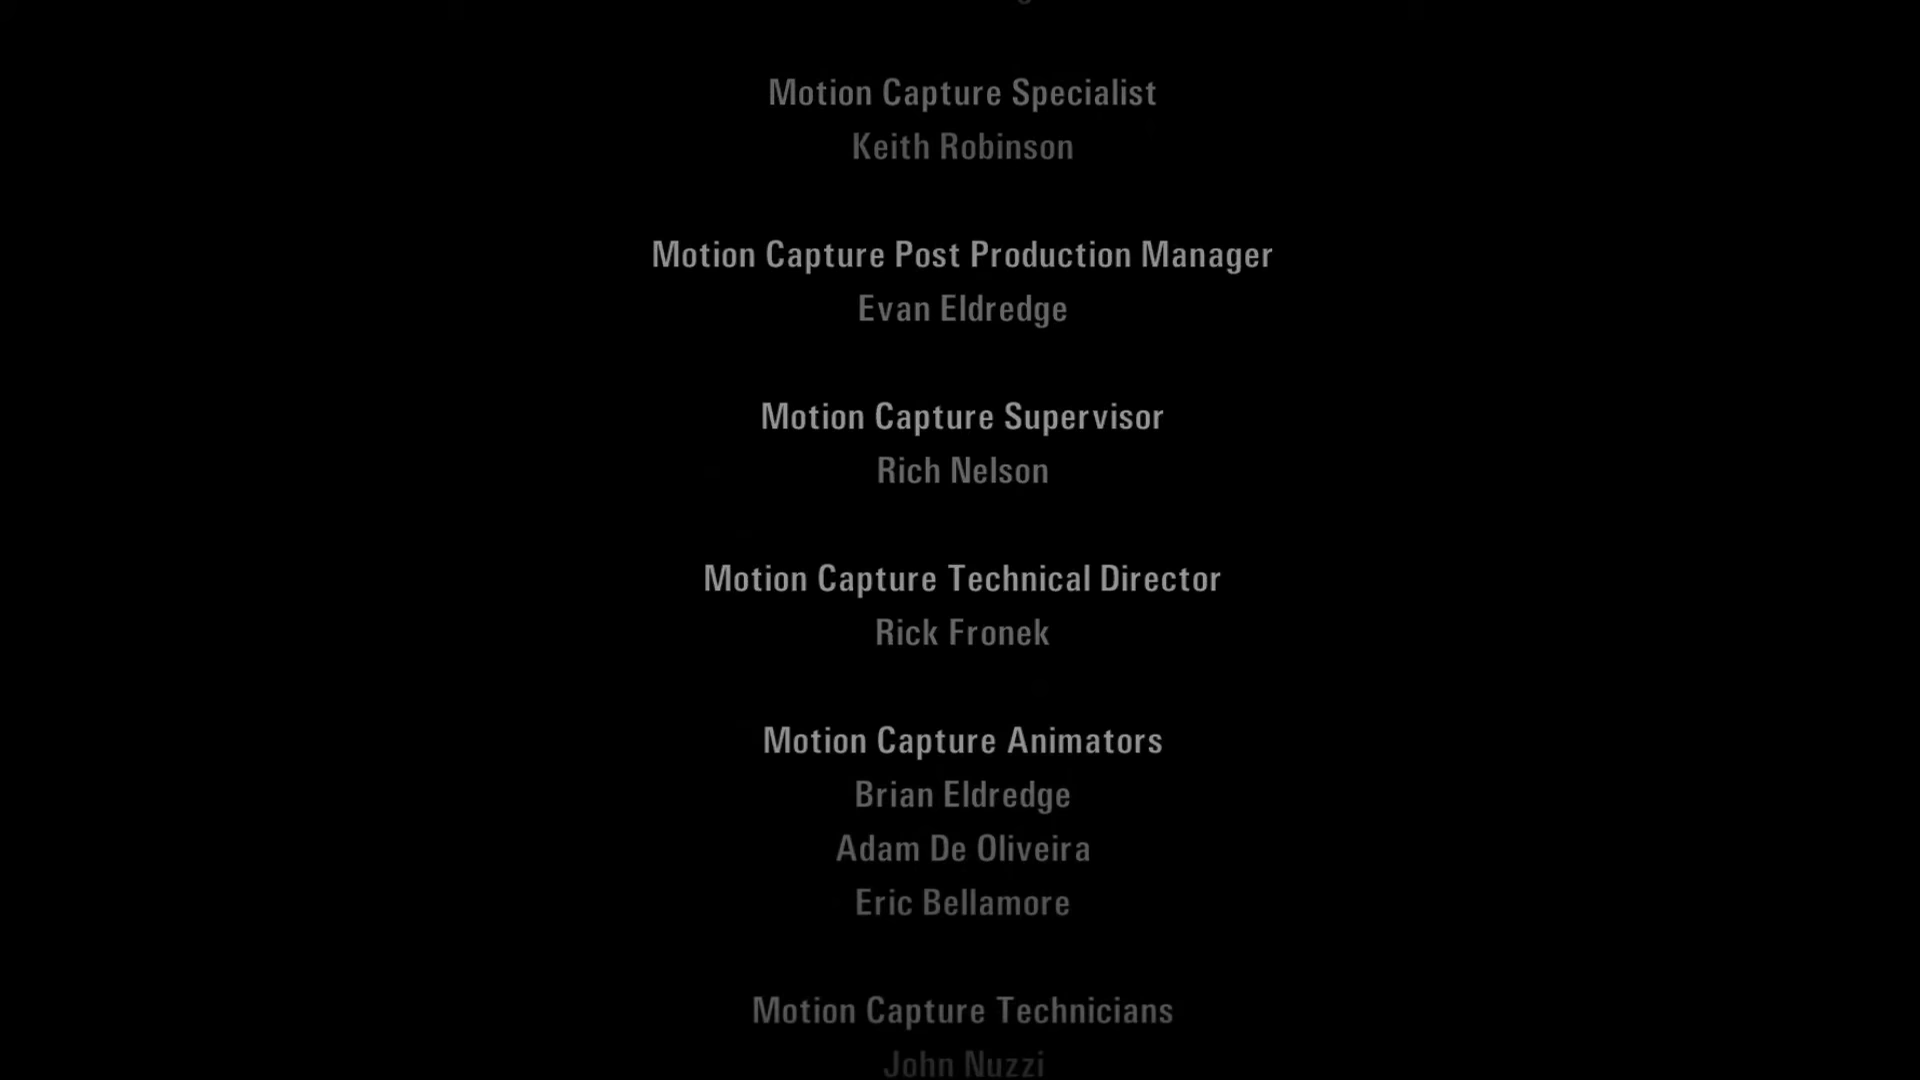 Motion Capture Specialist
Keith Robinson
Motion Capture Post Production Manager
Evan Eldredge
Motion Capture Supervisor
Rich Nelson
Motion Capture Technical Director
Rick Fronek
Motion Capture Animators
Brian Eldredge
Adam De Oliveira
Eric Bellamore
Motion Capture Technicians
John Nuzzi